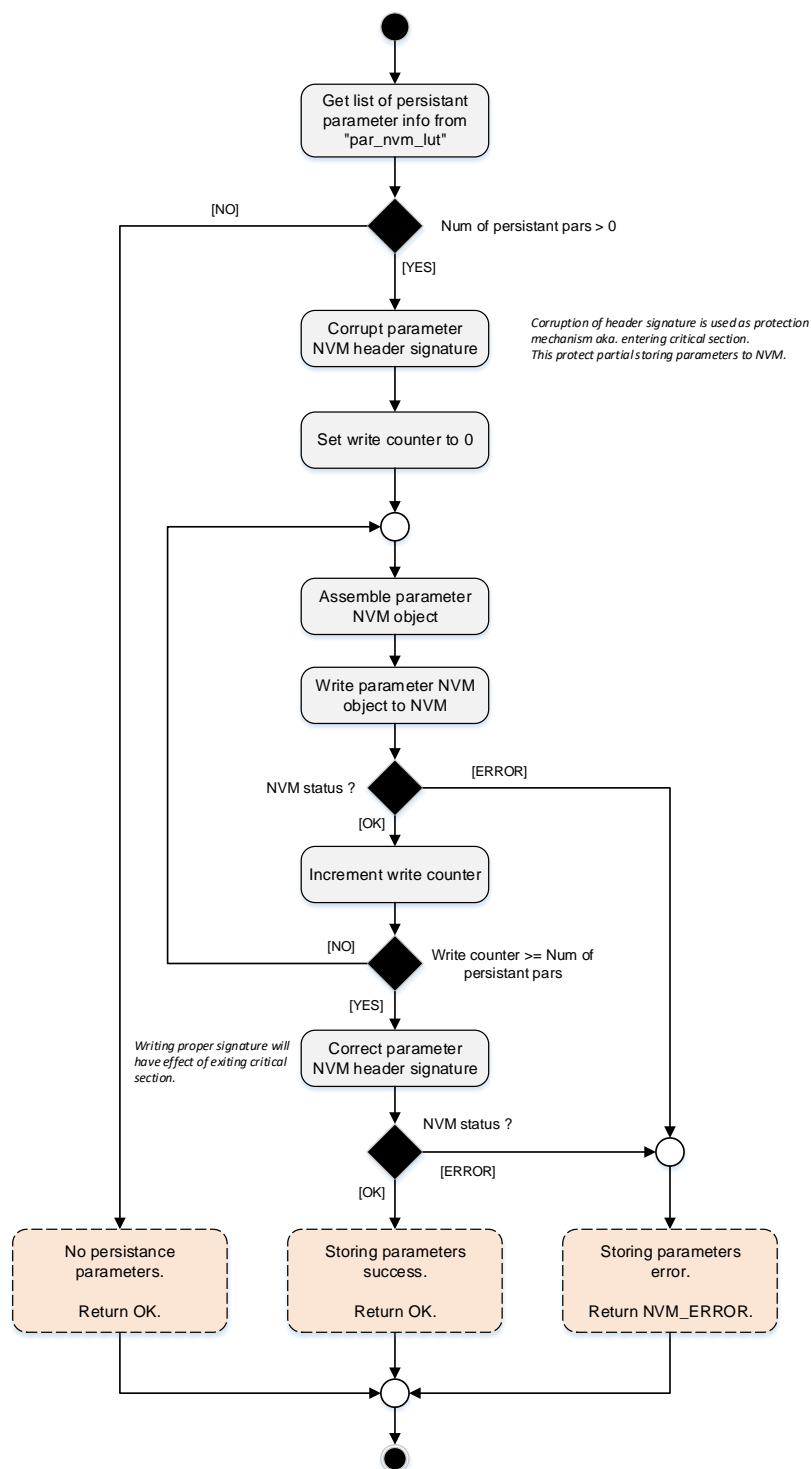 Get list of persistant
parameter info from
"par_nvm_lut"
[NO]
Num of persistant pars > 0
[YES]
Corrupt parameter
NVM header signature
Corruption of header signature is used as protection
mechanism aka. entering critical section.
This protect partial storing parameters to NVM.
Set write counter to 0
Assemble parameter
NVM object
Write parameter NVM
object to NVM
NVM status ?
[ERROR]
[OK]
Increment write counter
[NO]
Write counter >= Num of
persistant pars
[YES]
Writing proper signature will
have effect of exiting critical
section.
Correct parameter
NVM header signature
NVM status ?
[ERROR]
[OK]
No persistance
parameters.
Return OK.
Storing parameters
success.
Return OK.
Storing parameters
error.
Return NVM_ERROR.